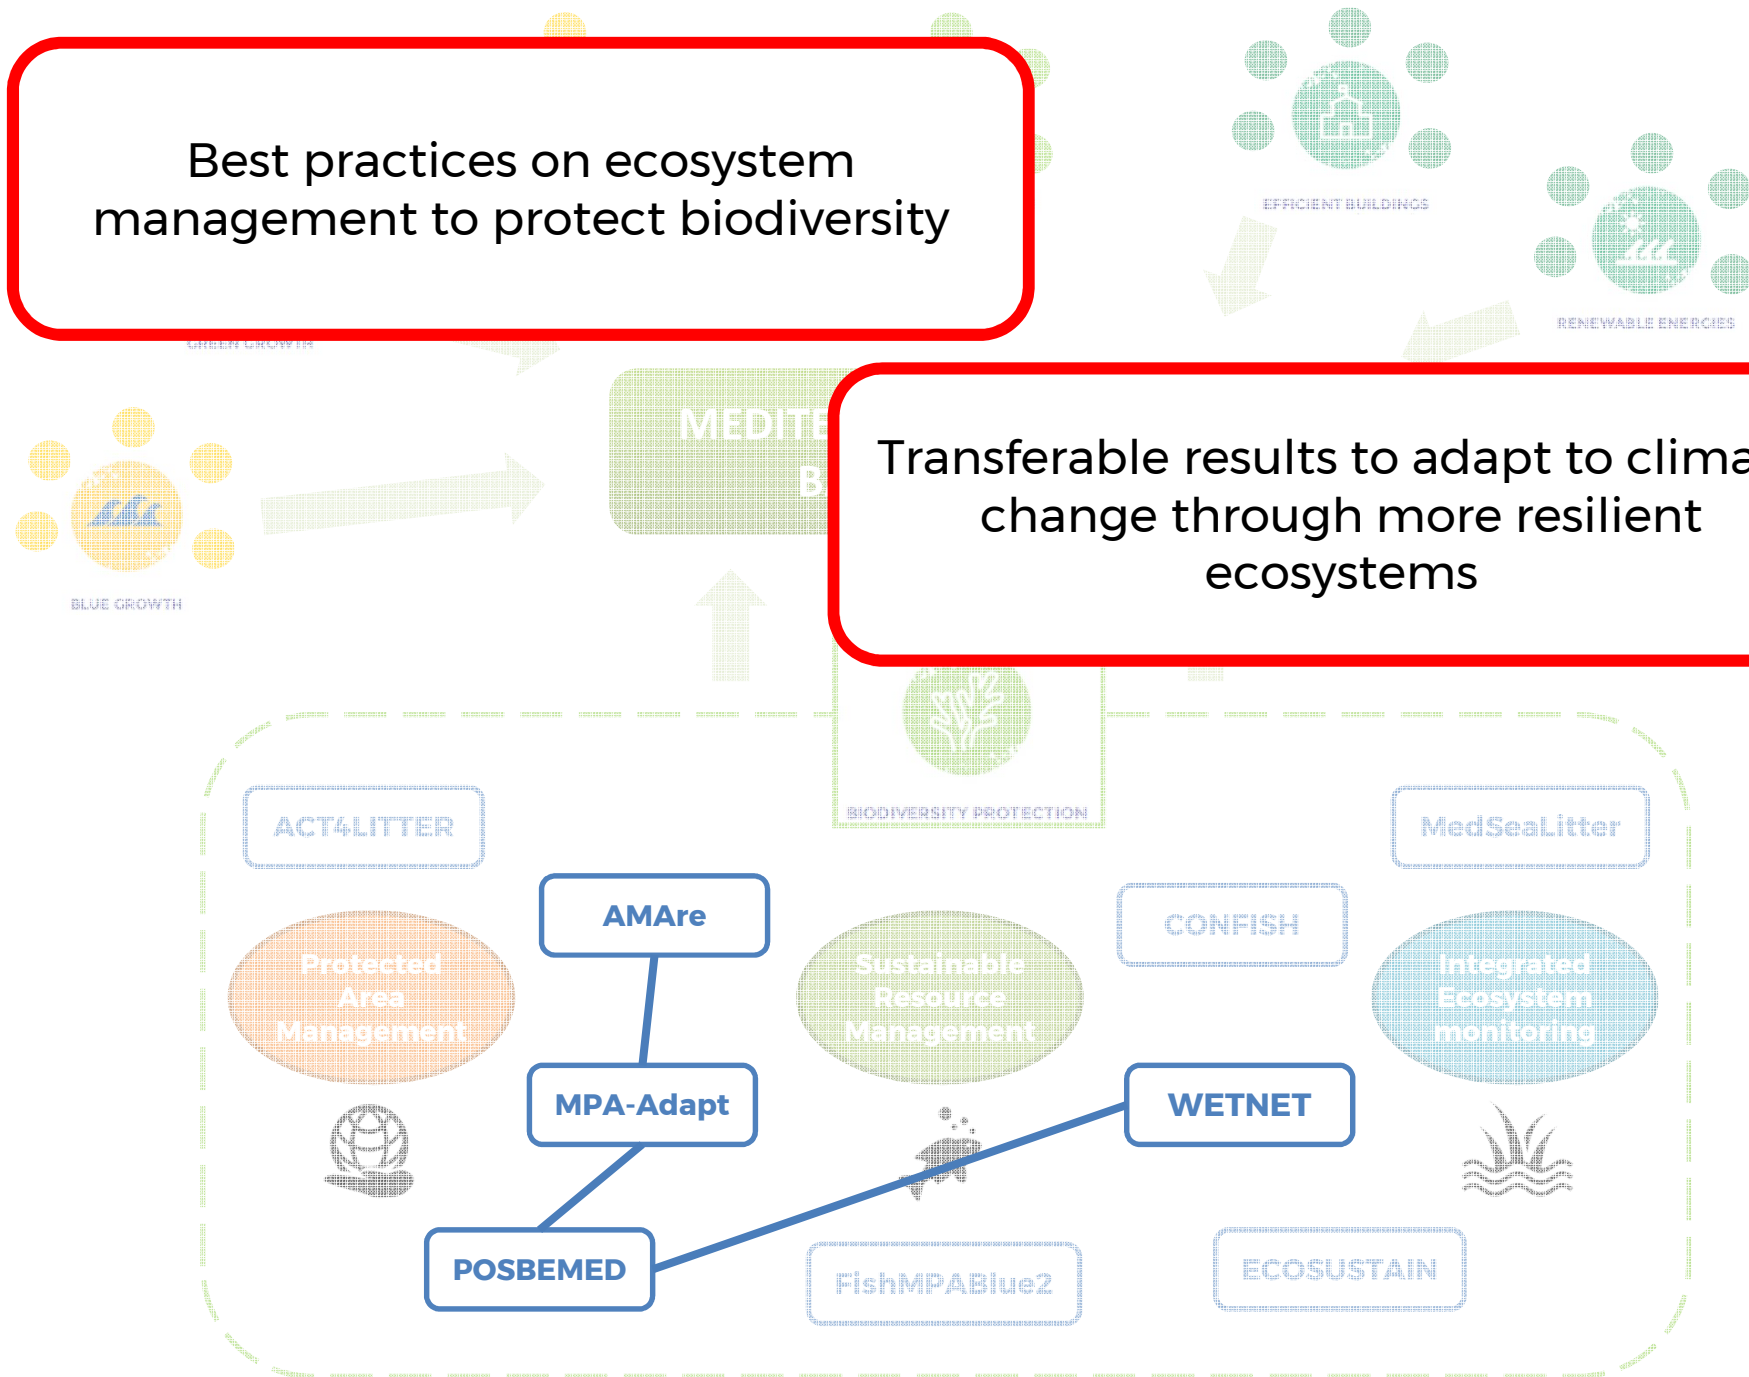 Best practices on ecosystem
management to protect biodiversity
EFFICIENT BUILDINGS
RENEWABLE ENERGIES
GREEN GROWTH
MEDITE
B
Transferable results to adapt to clima
change through more resilient
ecosystems
BLUE GROWTH
BIODIVERSITY PROTECTION
ACT4LITTER
MedSeaLitter
AMAre
CONFISH
Protected
Area
Management
Sustainable
Resource
Management
Integrated
Ecosystem
monitoring
MPA-Adapt
WETNET
POSBEMED
FishMPABlue2
ECOSUSTAIN